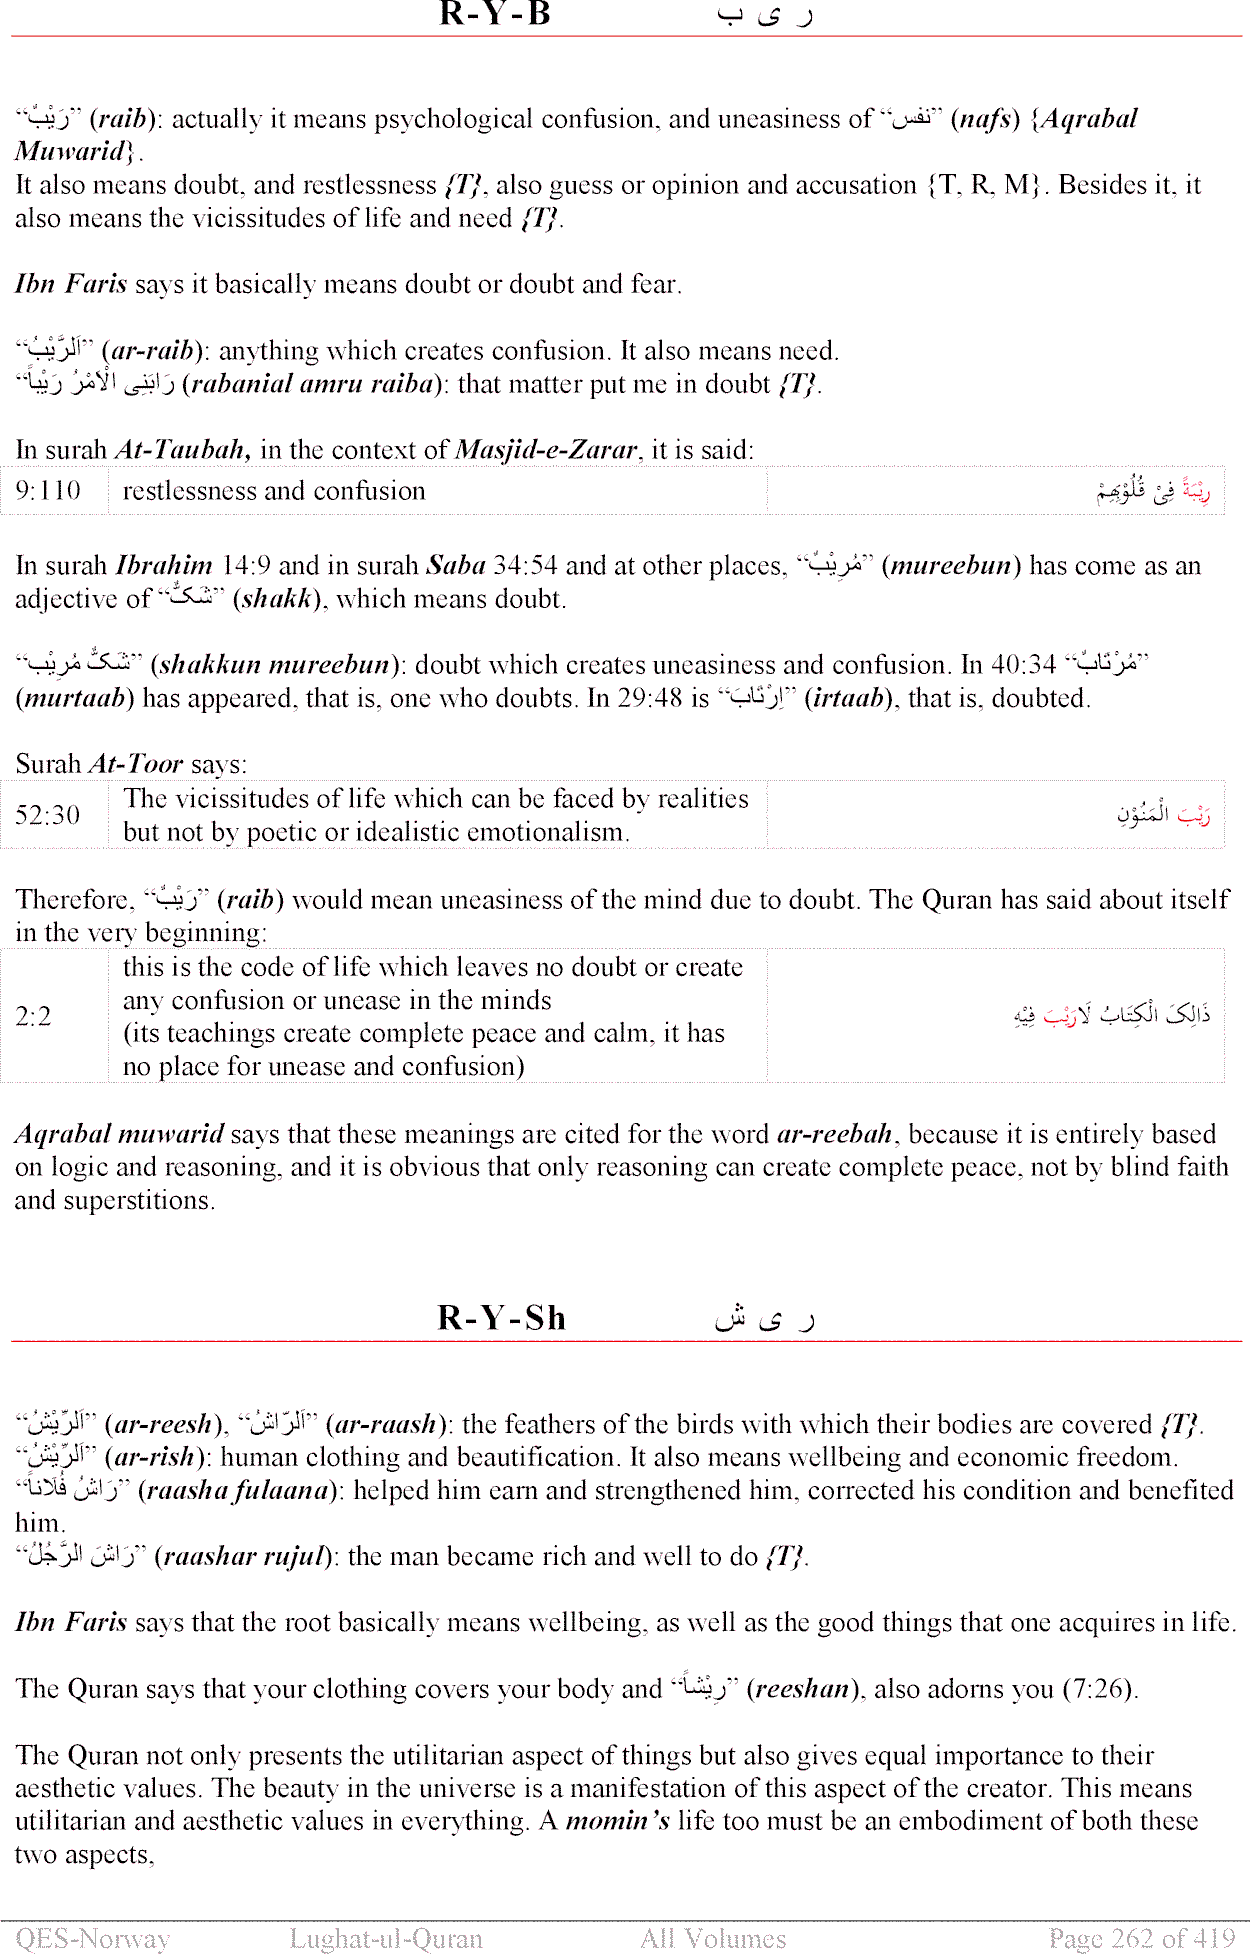 R-Y-B ر ی ب
“رَیْبٌ” (raib): actually it means psychological confusion, and uneasiness of “نفس” (nafs) {Aqrabal
Muwarid}.
It also means doubt, and restlessness {T}, also guess or opinion and accusation {T, R, M}. Besides it, it
also means the vicissitudes of life and need {T}.
Ibn Faris says it basically means doubt or doubt and fear.
“اَلرَّیْبُ” (ar-raib): anything which creates confusion. It also means need.
“رَابَنِی الْاَمْرُ رَیْباً (rabanial amru raiba): that matter put me in doubt {T}.
In surah At-Taubah, in the context of Masjid-e-Zarar, it is said:
9:110 restlessness and confusion رِیْبَةً فِیْ قُلُوْبِهِمْ
In surah Ibrahim 14:9 and in surah Saba 34:54 and at other places, “مُرِیْبٌ” (mureebun) has come as an
adjective of “شَکٌّ” (shakk), which means doubt.
“شَکٌّ مُرِیْب” (shakkun mureebun): doubt which creates uneasiness and confusion. In 40:34 “مُرْتَابٌ”
(murtaab) has appeared, that is, one who doubts. In 29:48 is “اِرْتَابَ” (irtaab), that is, doubted.
Surah At-Toor says:
52:30 The vicissitudes of life which can be faced by realities
but not by poetic or idealistic emotionalism. رَیْبَ الْمَنُوْنِ
Therefore, “رَیْبٌ” (raib) would mean uneasiness of the mind due to doubt. The Quran has said about itself
in the very beginning:
this is the code of life which leaves no doubt or create
any confusion or unease in the minds
2:2 (its teachings create complete peace and calm, it has ذَالِکَ الْکِتَابُ لَارَیْبَ فِیْهِ
no place for unease and confusion)
Aqrabal muwarid says that these meanings are cited for the word ar-reebah, because it is entirely based
on logic and reasoning, and it is obvious that only reasoning can create complete peace, not by blind faith
and superstitions.
R-Y-Sh ر ی ش
“اَلرِّیْشُ” (ar-reesh), “اَلرَّاشُ” (ar-raash): the feathers of the birds with which their bodies are covered {T}.
“اَلرِّیْشُ” (ar-rish): human clothing and beautification. It also means wellbeing and economic freedom.
“رَاشُ فُلَاناً” (raasha fulaana): helped him earn and strengthened him, corrected his condition and benefited
him.
“رَاشَ الرَّجُلُ” (raashar rujul): the man became rich and well to do {T}.
Ibn Faris says that the root basically means wellbeing, as well as the good things that one acquires in life.
The Quran says that your clothing covers your body and “رِیْشاً” (reeshan), also adorns you (7:26).
The Quran not only presents the utilitarian aspect of things but also gives equal importance to their
aesthetic values. The beauty in the universe is a manifestation of this aspect of the creator. This means
utilitarian and aesthetic values in everything. A momin’s life too must be an embodiment of both these
two aspects,
QES-Norway Lughat-ul-Quran All Volumes Page 262 of 419